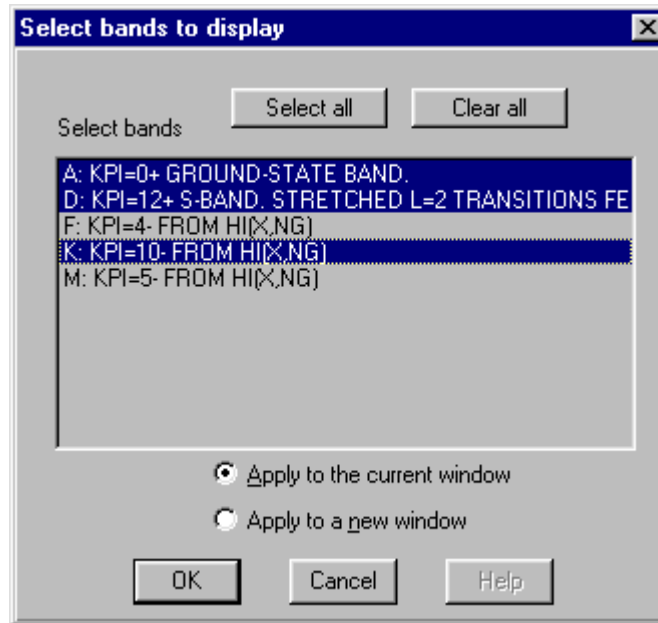 Select bands to display
Select all
Clear all
Select bands
A: KPI=0+ GROUND-STATE BAND.
D: KPI=12+ S-BAND. STRETCHED L=2 TRANSITIONS FE
F: KPI=4- FROM HI(X,NG)
K: KPI=10- FROM HI(X,NG)
M: KPI=5- FROM HI(X,NG)
Apply to the current window
Apply to a new window
OK
Cancel
Help